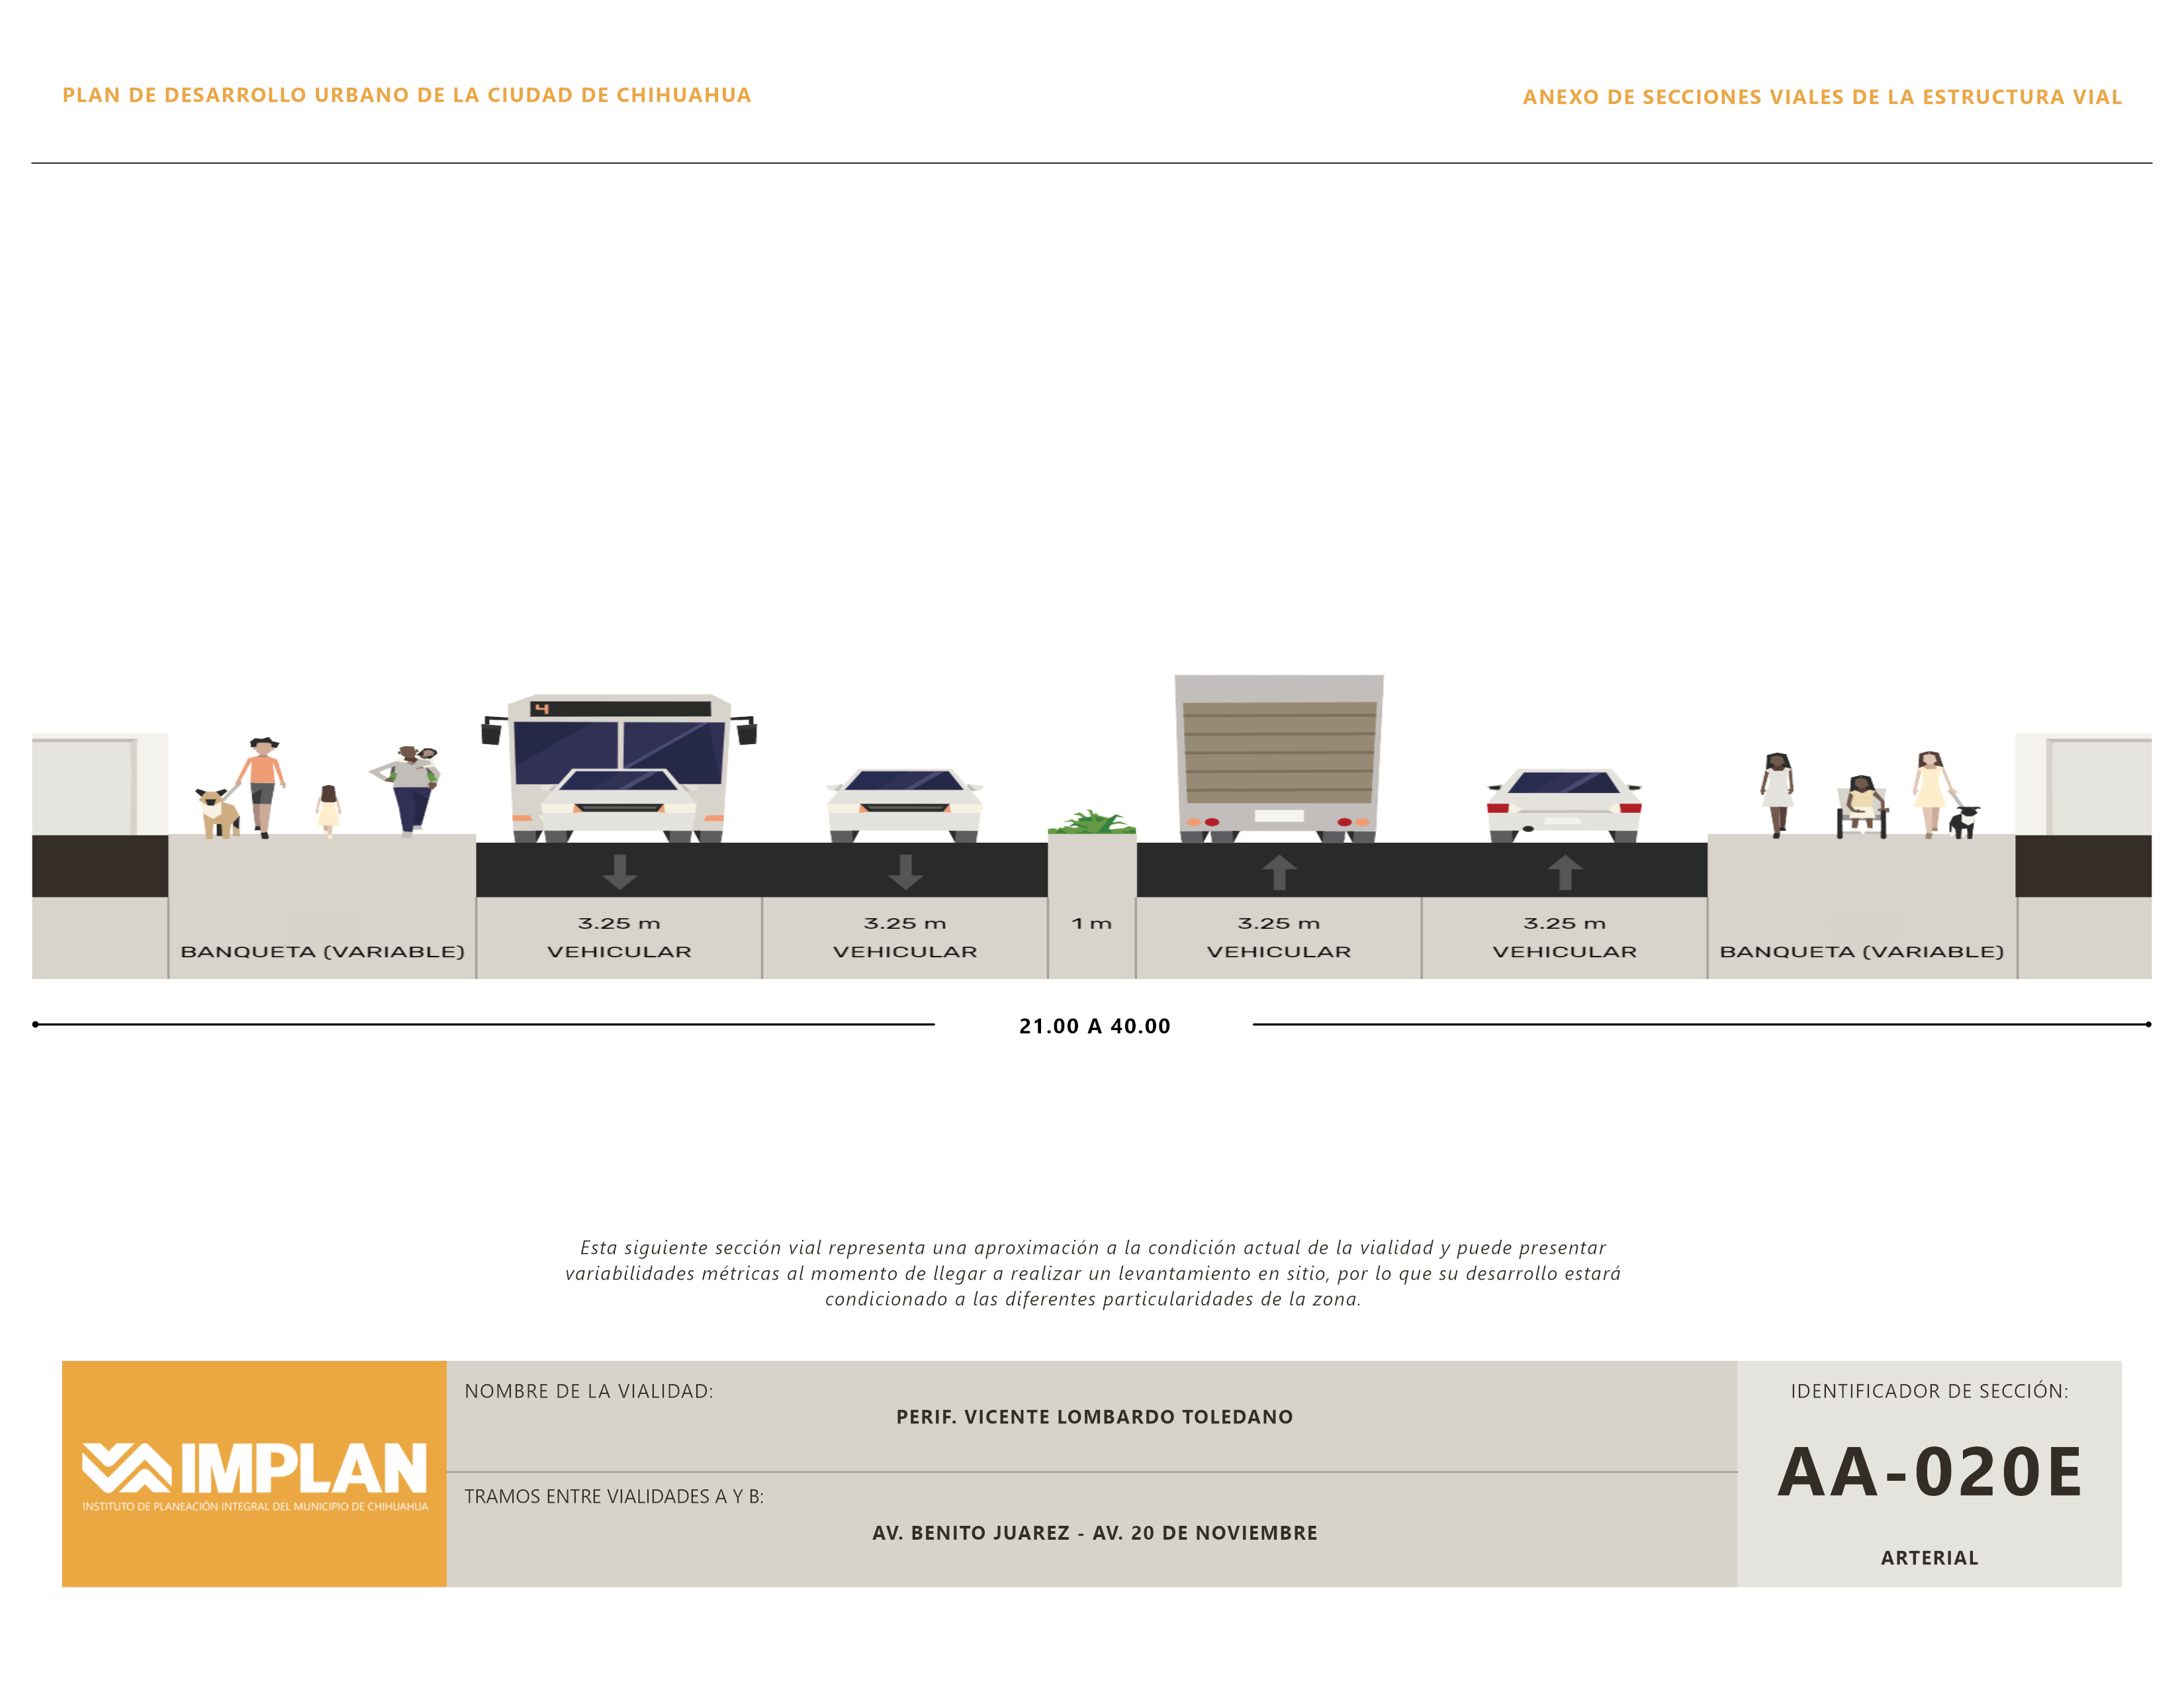 PLAN DE DESARROLLO URBANO DE LA CIUDAD DE CHIHUAHUA
ANEXO DE SECCIONES VIALES DE LA ESTRUCTURA VIAL
4
3.25 m
3.25 m
1 m
3.25 m
3.25 m
BANQUETA (VARIABLE)
VEHICULAR
VEHICULAR
VEHICULAR
VEHICULAR
BANQUETA (VARIABLE)
21.00 A 40.00
Esta siguiente sección vial representa una aproximación a la condición actual de la vialidad y puede presentar
variabilidades métricas al momento de llegar a realizar un levantamiento en sitio, por lo que su desarrollo estará
condicionado a las diferentes particularidades de la zona.
IMPLAN
INSTITUTO DE PLANEACIÓN INTEGRAL DEL MUNICIPIO DE CHIHUAHUA
NOMBRE DE LA VIALIDAD:
PERIF. VICENTE LOMBARDO TOLEDANO
TRAMOS ENTRE VIALIDADES A Y B:
AV. BENITO JUAREZ - AV. 20 DE NOVIEMBRE
IDENTIFICADOR DE SECCIÓN:
AA-020E
ARTERIAL